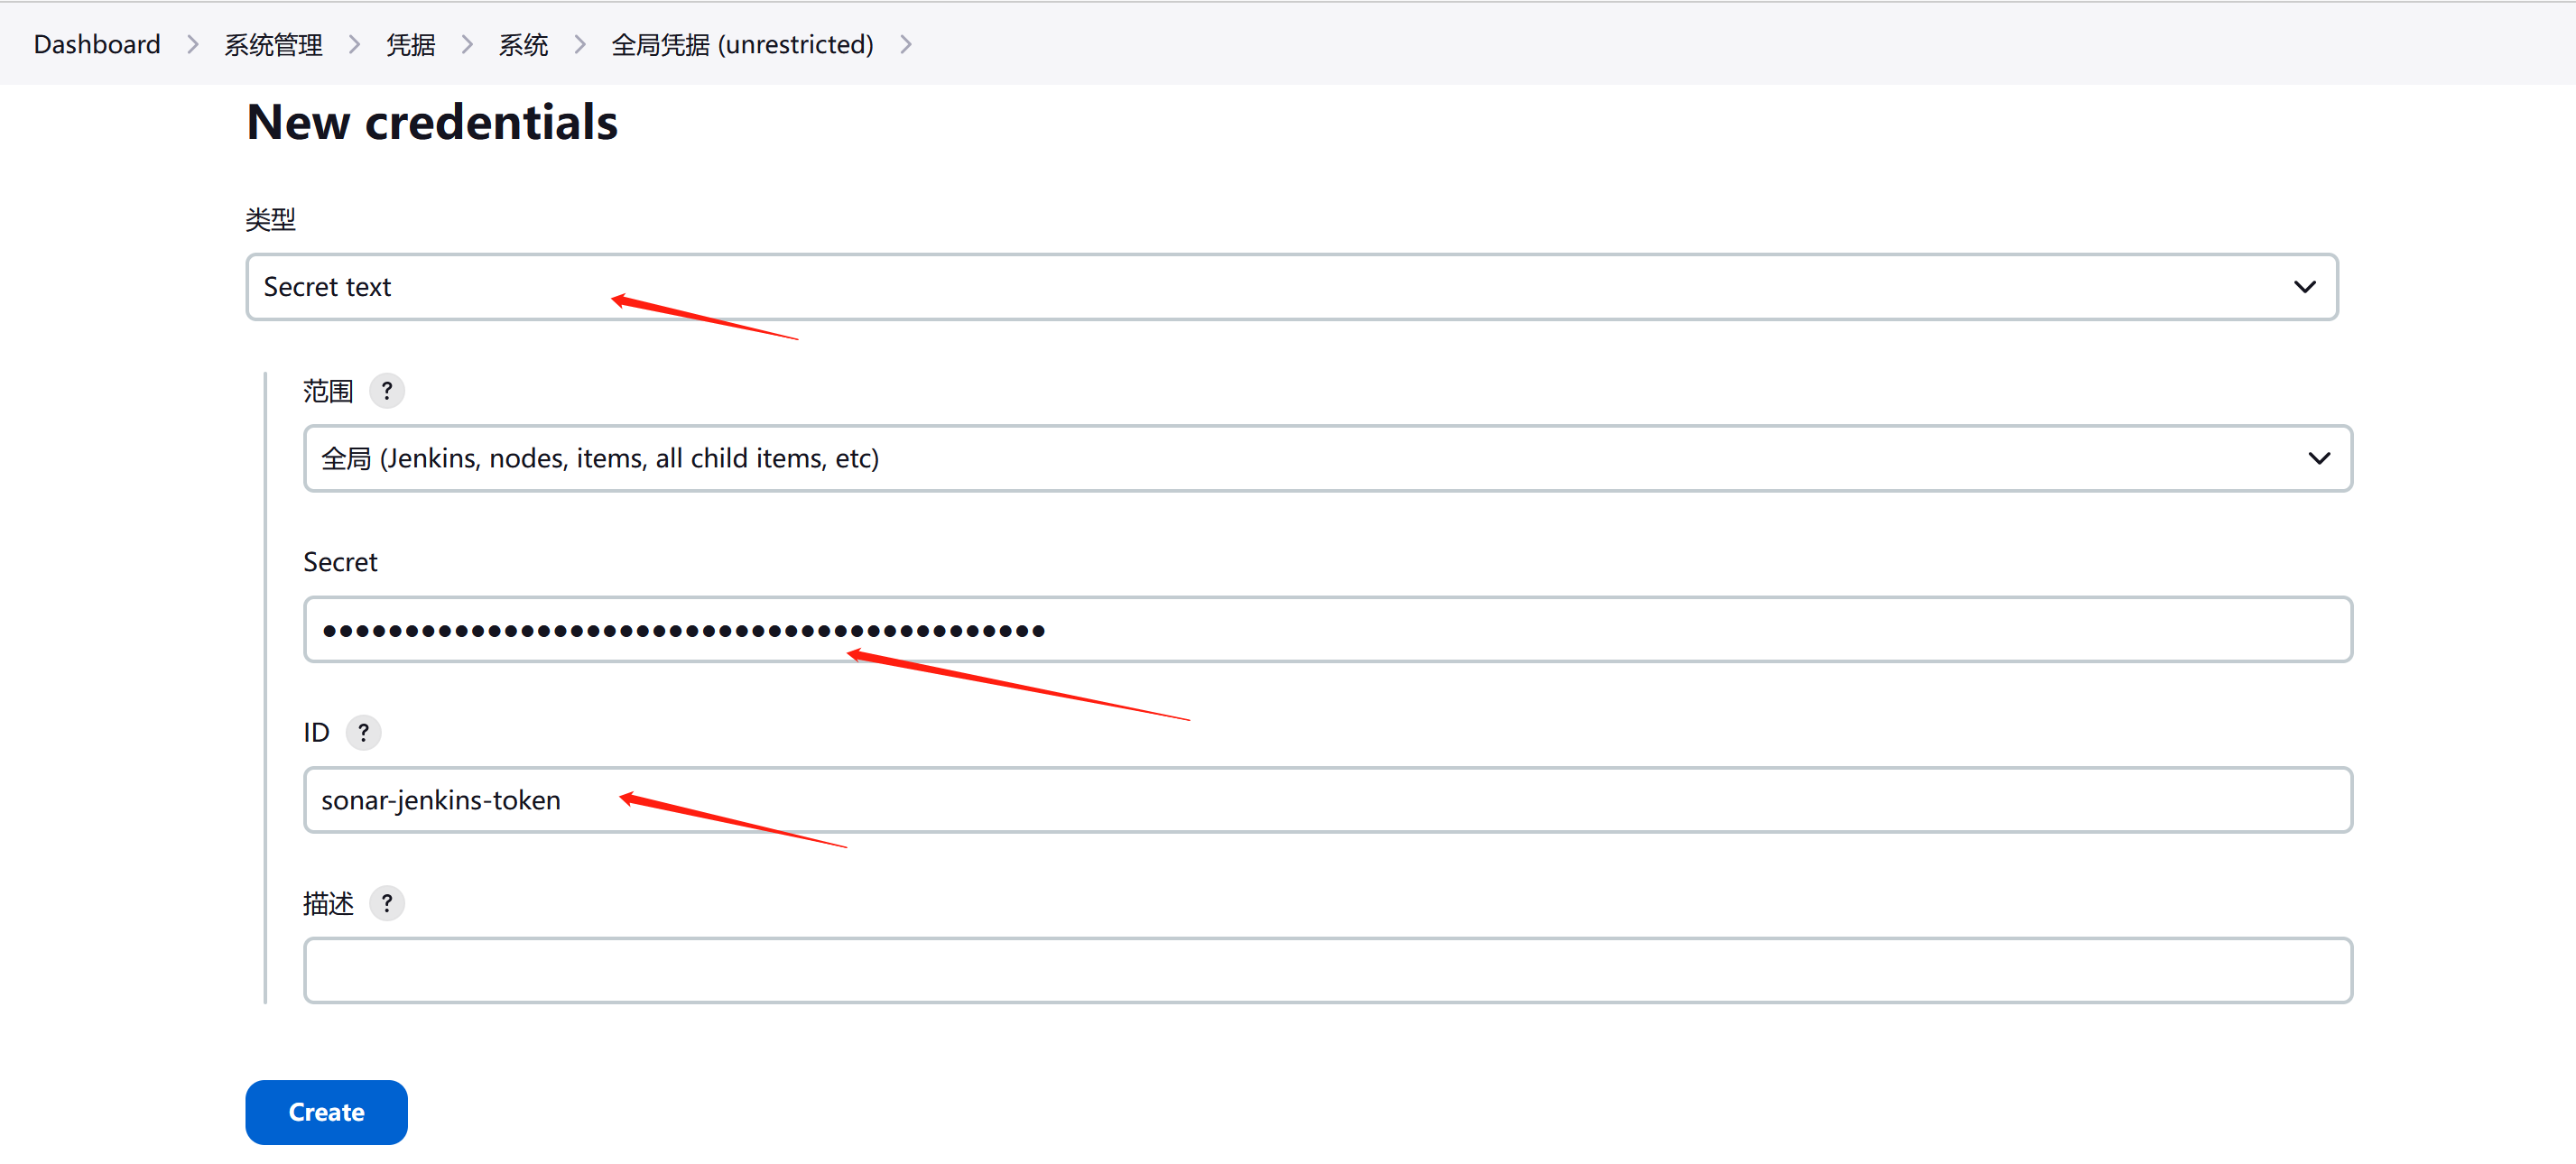 Dashboard > 系统管理 > 凭据 > 系统 > 全局凭据 (unrestricted) >
New credentials
类型
Secret text
范围 ?
全局 (Jenkins, nodes, items, all child items, etc)
Secret
••••••••••••••••••••••••••••••••••••••••••••
ID ?
sonar-jenkins-token
描述 ?
Create